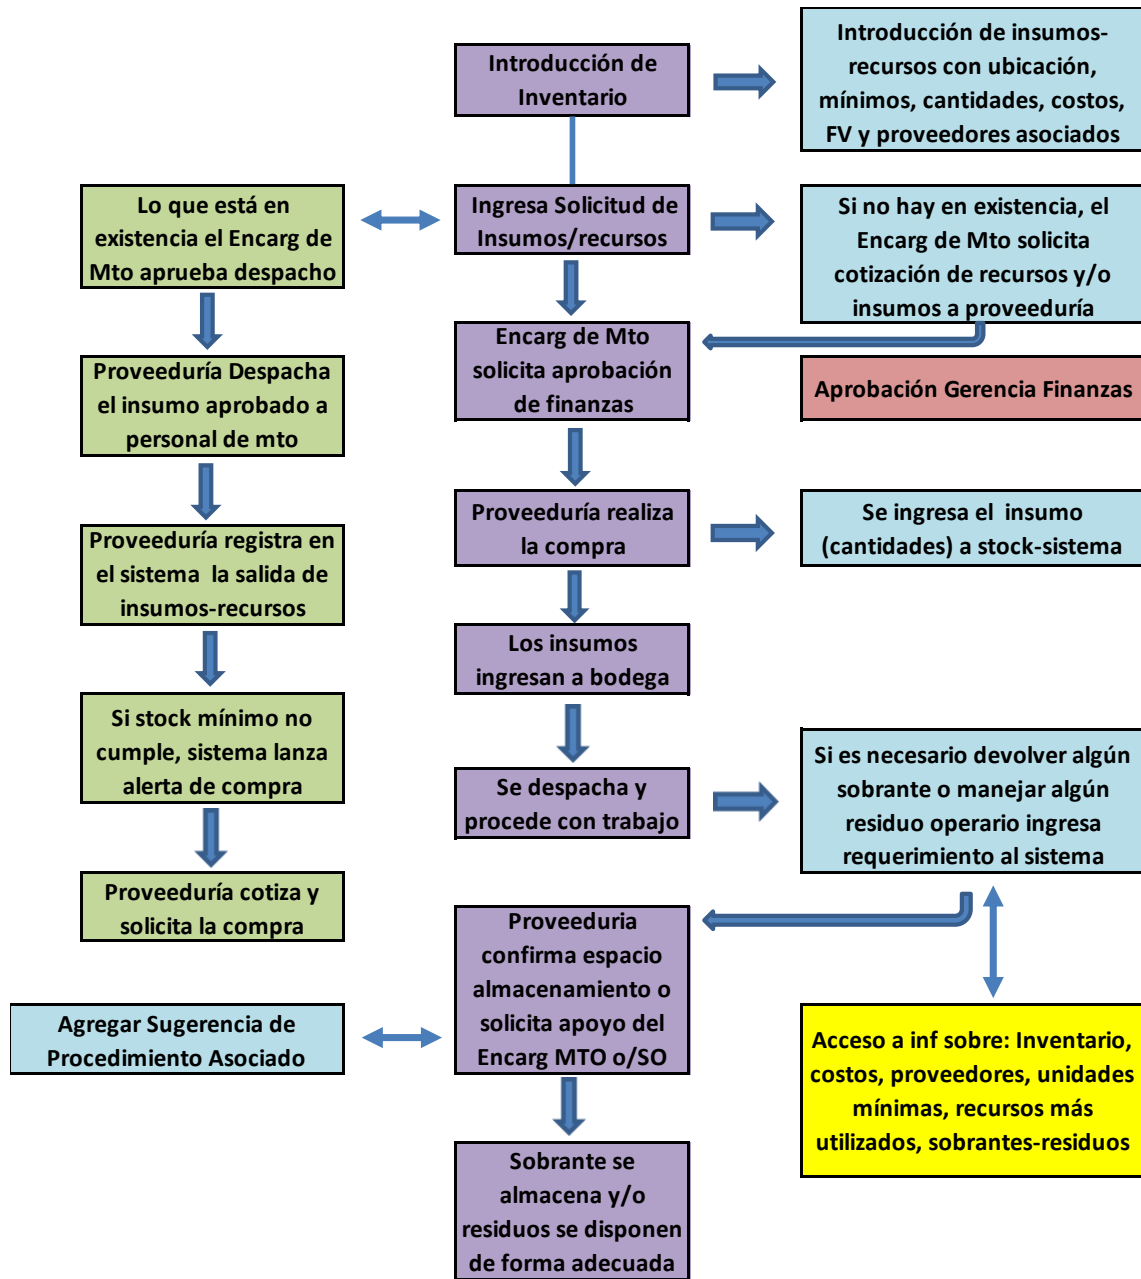 Introducción de
Inventario
Introducción de insumos-
recursos con ubicación,
mínimos, cantidades, costos,
FV y proveedores asociados
Lo que está en
existencia el Encarg de
Mto aprueba despacho
Ingresa Solicitud de
Insumos/recursos
Si no hay en existencia, el
Encarg de Mto solicita
cotización de recursos y/o
insumos a proveeduría
Proveeduría Despacha
el insumo aprobado a
personal de mto
Encarg de Mto
solicita aprobación
de finanzas
Aprobación Gerencia Finanzas
Proveeduría registra en
el sistema la salida de
insumos-recursos
Proveeduría realiza
la compra
Se ingresa el insumo
(cantidades) a stock-sistema
Los insumos
ingresan a bodega
Si stock mínimo no
cumple, sistema lanza
alerta de compra
Se despacha y
procede con trabajo
Si es necesario devolver algún
sobrante o manejar algún
residuo operario ingresa
requerimiento al sistema
Proveeduría cotiza y
solicita la compra
Proveeduria
confirma espacio
almacenamiento o
solicita apoyo del
Encarg MTO o/SO
Agregar Sugerencia de
Procedimiento Asociado
Acceso a inf sobre: Inventario,
costos, proveedores, unidades
mínimas, recursos más
utilizados, sobrantes-residuos
Sobrante se
almacena y/o
residuos se disponen
de forma adecuada